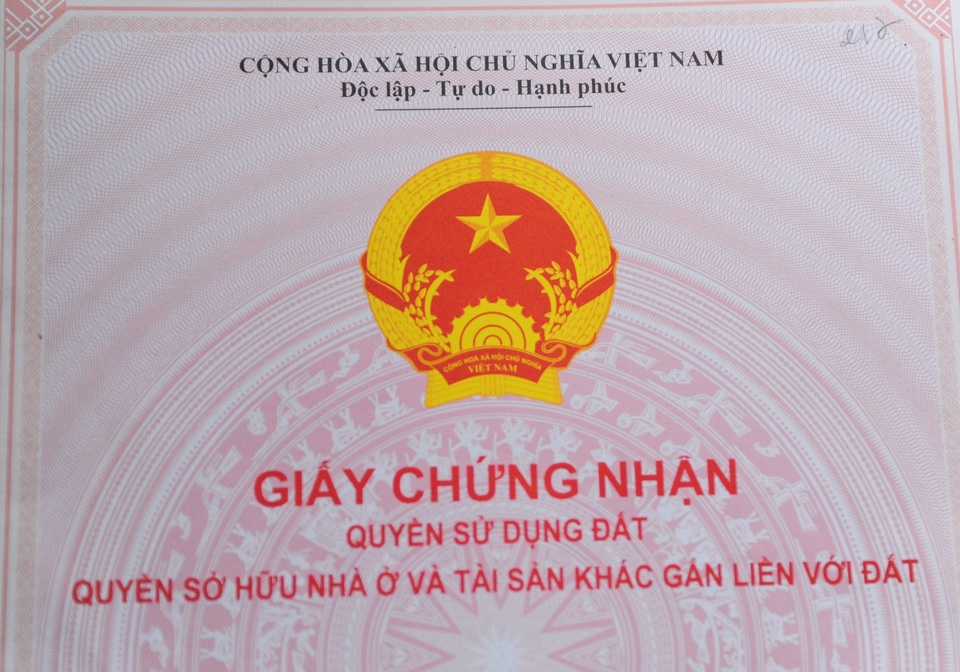 CỘNG HÒA XÃ HỘI CHỦ NGHĨA VIỆT NAM
Độc lập - Tự do - Hạnh phúc
CỘNG HOÀ XÃ HỘI CHỦ NGHĨA
VIỆT NAM
GIẤY CHỨNG NHẬN
QUYỀN SỬ DỤNG ĐẤT
QUYỀN SỞ HỮU NHÀ Ở VÀ TÀI SẢN KHÁC GẮN LIỀN VỚI ĐẤT